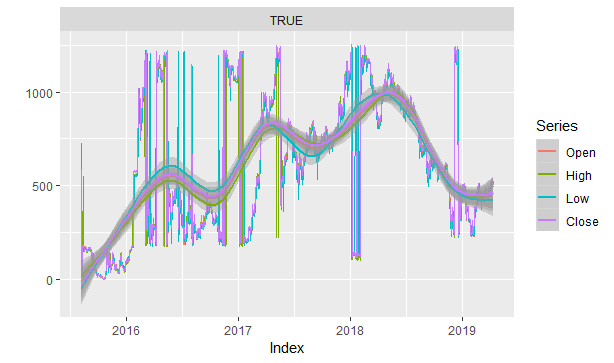 TRUE
1000
500
0
2016 2017 2018 2019
Index
Series
Open
High
Low
Close